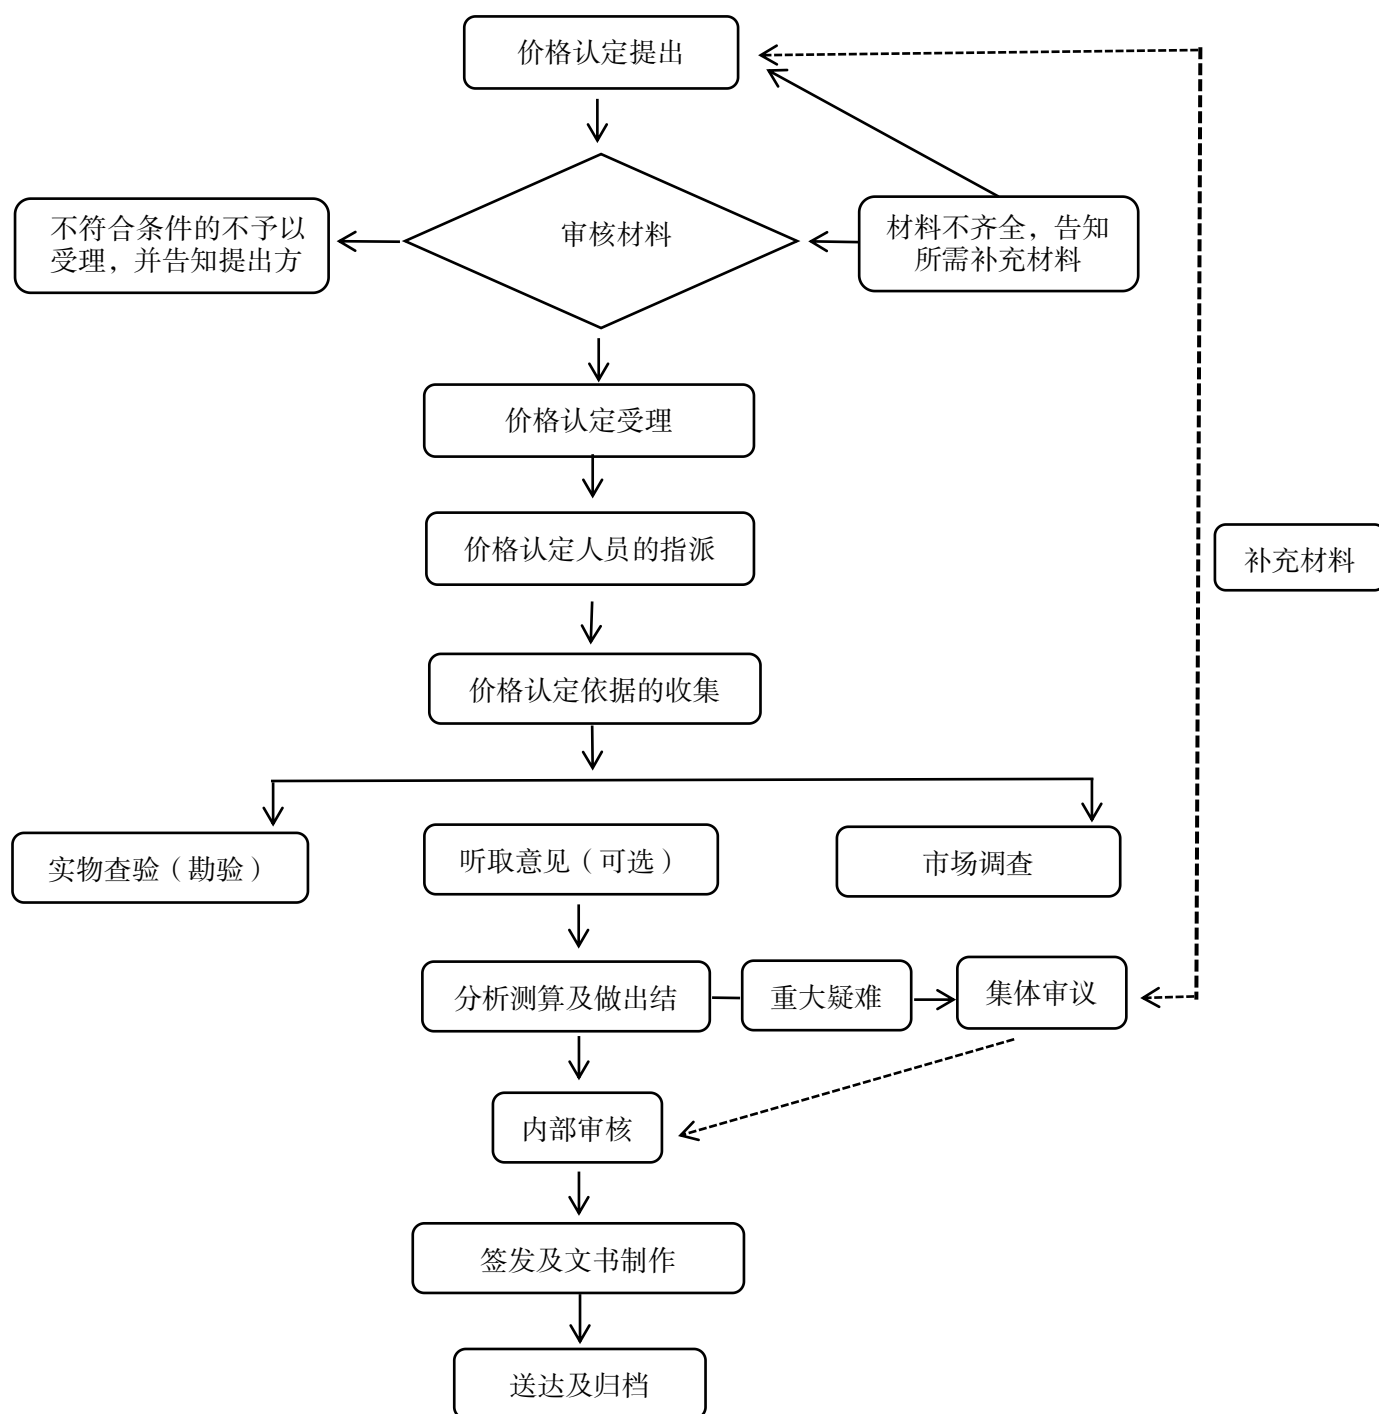 价格认定提出
不符合条件的不予以
受理，并告知提出方
审核材料
材料不齐全，告知
所需补充材料
价格认定受理
价格认定人员的指派
补充材料
价格认定依据的收集
实物查验（勘验）
听取意见（可选）
市场调查
分析测算及做出结
重大疑难
集体审议
内部审核
签发及文书制作
送达及归档